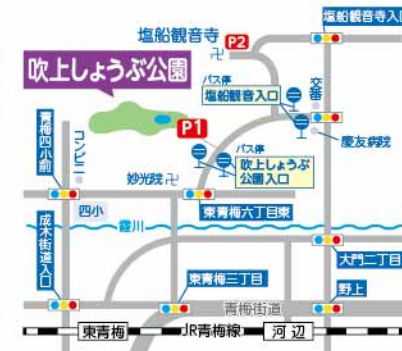 塩船観音寺入口
塩船観音寺
P2
卍
吹上しょうぶ公園
バス停
塩船観音入口
交番
P1
慶友病院
青梅四小前
コンビニ
バス停
吹上しょうぶ
公園入口
妙光院
卍
四小
東青梅六丁目東
霞川
成木街道入口
大門二丁目
東青梅三丁目
野上
青梅街道
東青梅
JR青梅線
河辺